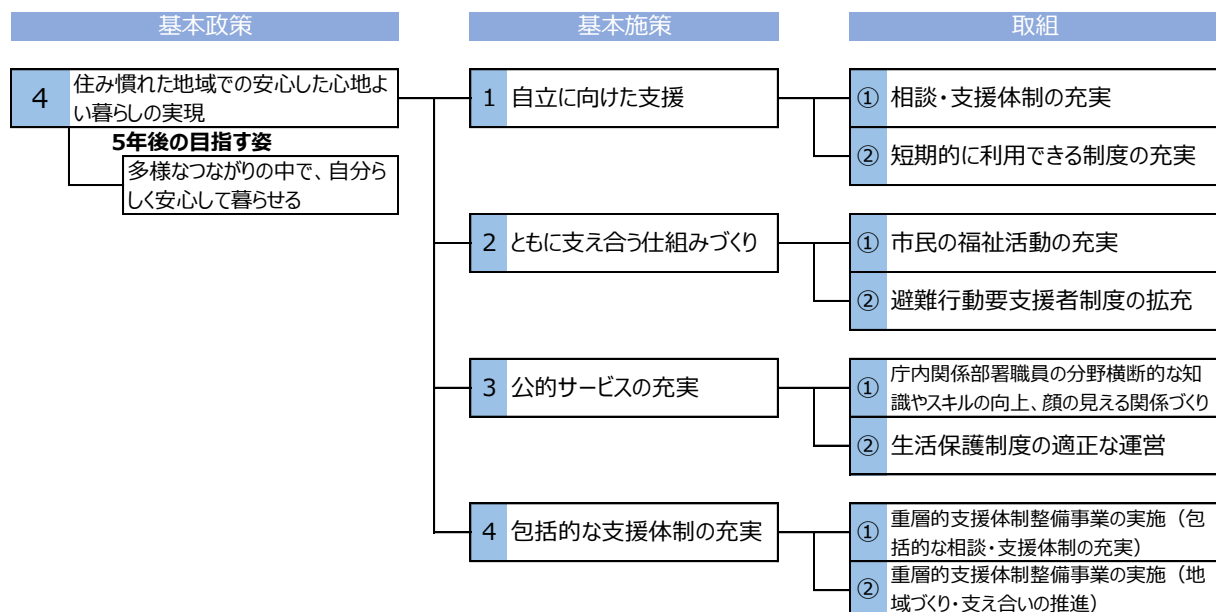 基本政策
基本施策
取組
4
住み慣れた地域での安心した心地よ
い暮らしの実現
5年後の目指す姿
多様なつながりの中で、自分ら
しく安心して暮らせる
1 自立に向けた支援
① 相談・支援体制の充実
② 短期的に利用できる制度の充実
2 ともに支え合う仕組みづくり
① 市民の福祉活動の充実
② 避難行動要支援者制度の拡充
3 公的サービスの充実
①
庁内関係部署職員の分野横断的な知
識やスキルの向上、顔の見える関係づくり
② 生活保護制度の適正な運営
4 包括的な支援体制の充実
①
重層的支援体制整備事業の実施（包
括的な相談・支援体制の充実）
②
重層的支援体制整備事業の実施（地
域づくり・支え合いの推進）